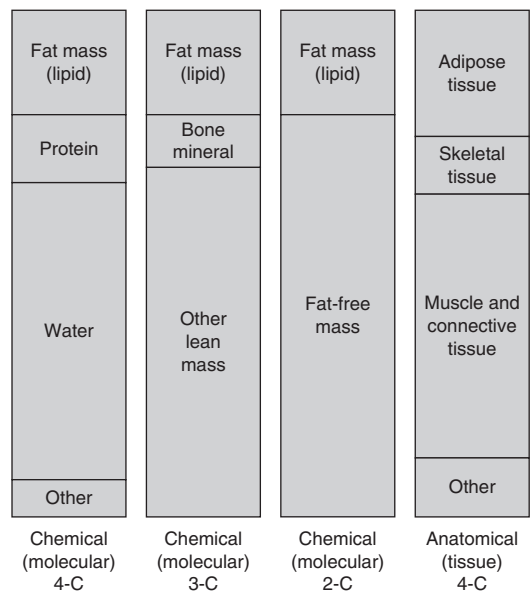 Fat mass
(lipid)
Protein
Water
Other
Chemical
(molecular)
4-C
Fat mass
(lipid)
Bone
mineral
Other
lean
mass
Chemical
(molecular)
3-C
Fat mass
(lipid)
Fat-free
mass
Chemical
(molecular)
2-C
Adipose
tissue
Skeletal
tissue
Muscle and
connective
tissue
Other
Anatomical
(tissue)
4-C